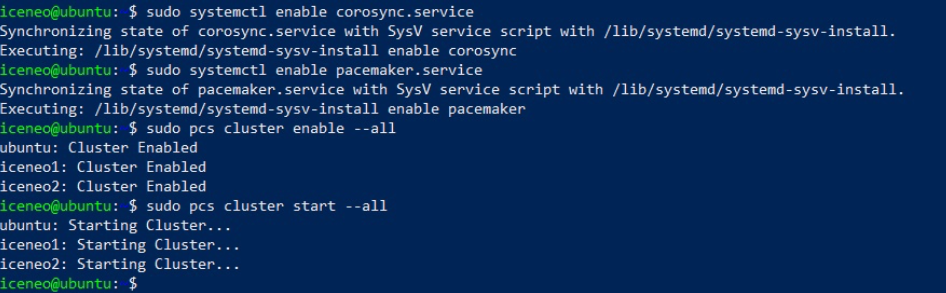 iceneo@ubuntu:~$ sudo systemctl enable corosync.service
Synchronizing state of corosync.service with SysV service script with /lib/systemd/systemd-sysv-install.
Executing: /lib/systemd/systemd-sysv-install enable corosync
iceneo@ubuntu:~$ sudo systemctl enable pacemaker.service
Synchronizing state of pacemaker.service with SysV service script with /lib/systemd/systemd-sysv-install.
Executing: /lib/systemd/systemd-sysv-install enable pacemaker
iceneo@ubuntu:~$ sudo pcs cluster enable --all
ubuntu: Cluster Enabled
iceneo1: Cluster Enabled
iceneo2: Cluster Enabled
iceneo@ubuntu:~$ sudo pcs cluster start --all
ubuntu: Starting Cluster...
iceneo1: Starting Cluster...
iceneo2: Starting Cluster...
iceneo@ubuntu:~$